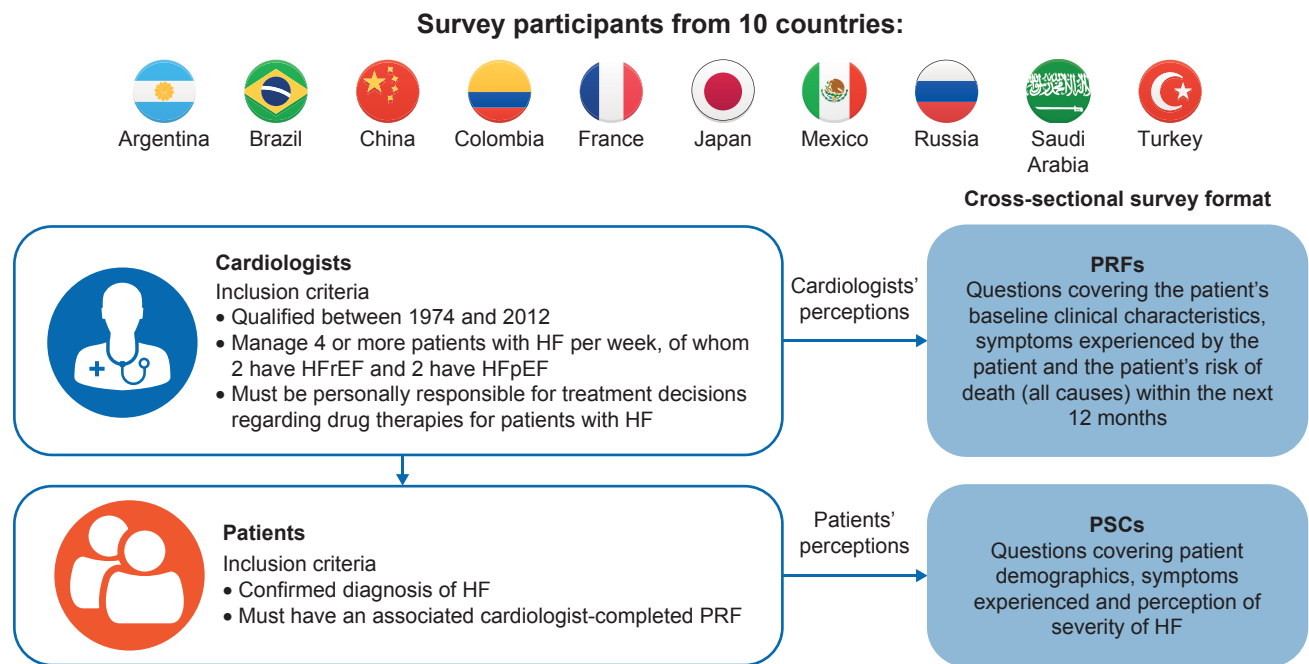 Survey participants from 10 countries:
Argentina
Brazil
China
Colombia
France
Japan
Mexico
Russia
Saudi
Arabia
Turkey
Cross-sectional survey format
Cardiologists
Inclusion criteria
• Qualified between 1974 and 2012
• Manage 4 or more patients with HF per week, of whom
2 have HFrEF and 2 have HFpEF
• Must be personally responsible for treatment decisions
regarding drug therapies for patients with HF
Cardiologists’
perceptions
PRFs
Questions covering the patient’s
baseline clinical characteristics,
symptoms experienced by the
patient and the patient’s risk of
death (all causes) within the next
12 months
Patients
Inclusion criteria
• Confirmed diagnosis of HF
• Must have an associated cardiologist-completed PRF
Patients’
perceptions
PSCs
Questions covering patient
demographics, symptoms
experienced and perception of
severity of HF